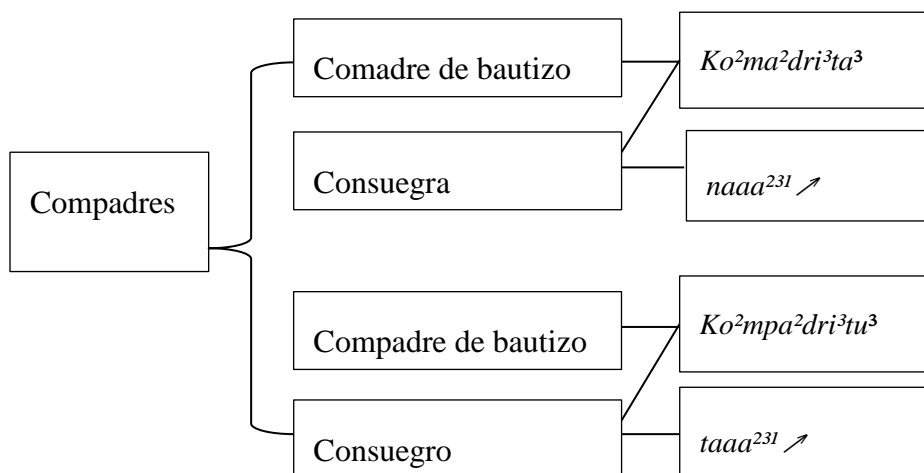 Comadre de bautizo
Ko²ma²dri³ta³
Consuegra
naaa²³¹ ↗
Compadres
Compadre de bautizo
Ko²mpa²dri³tu³
Consuegro
taaa²³¹ ↗